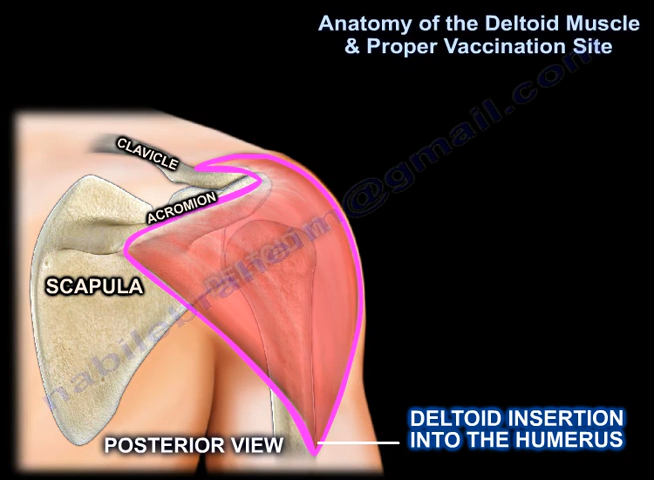 Anatomy of the Deltoid Muscle
& Proper Vaccination Site
CLAVICLE
ACROMION
SCAPULA
DELTOID INSERTION
INTO THE HUMERUS
POSTERIOR VIEW